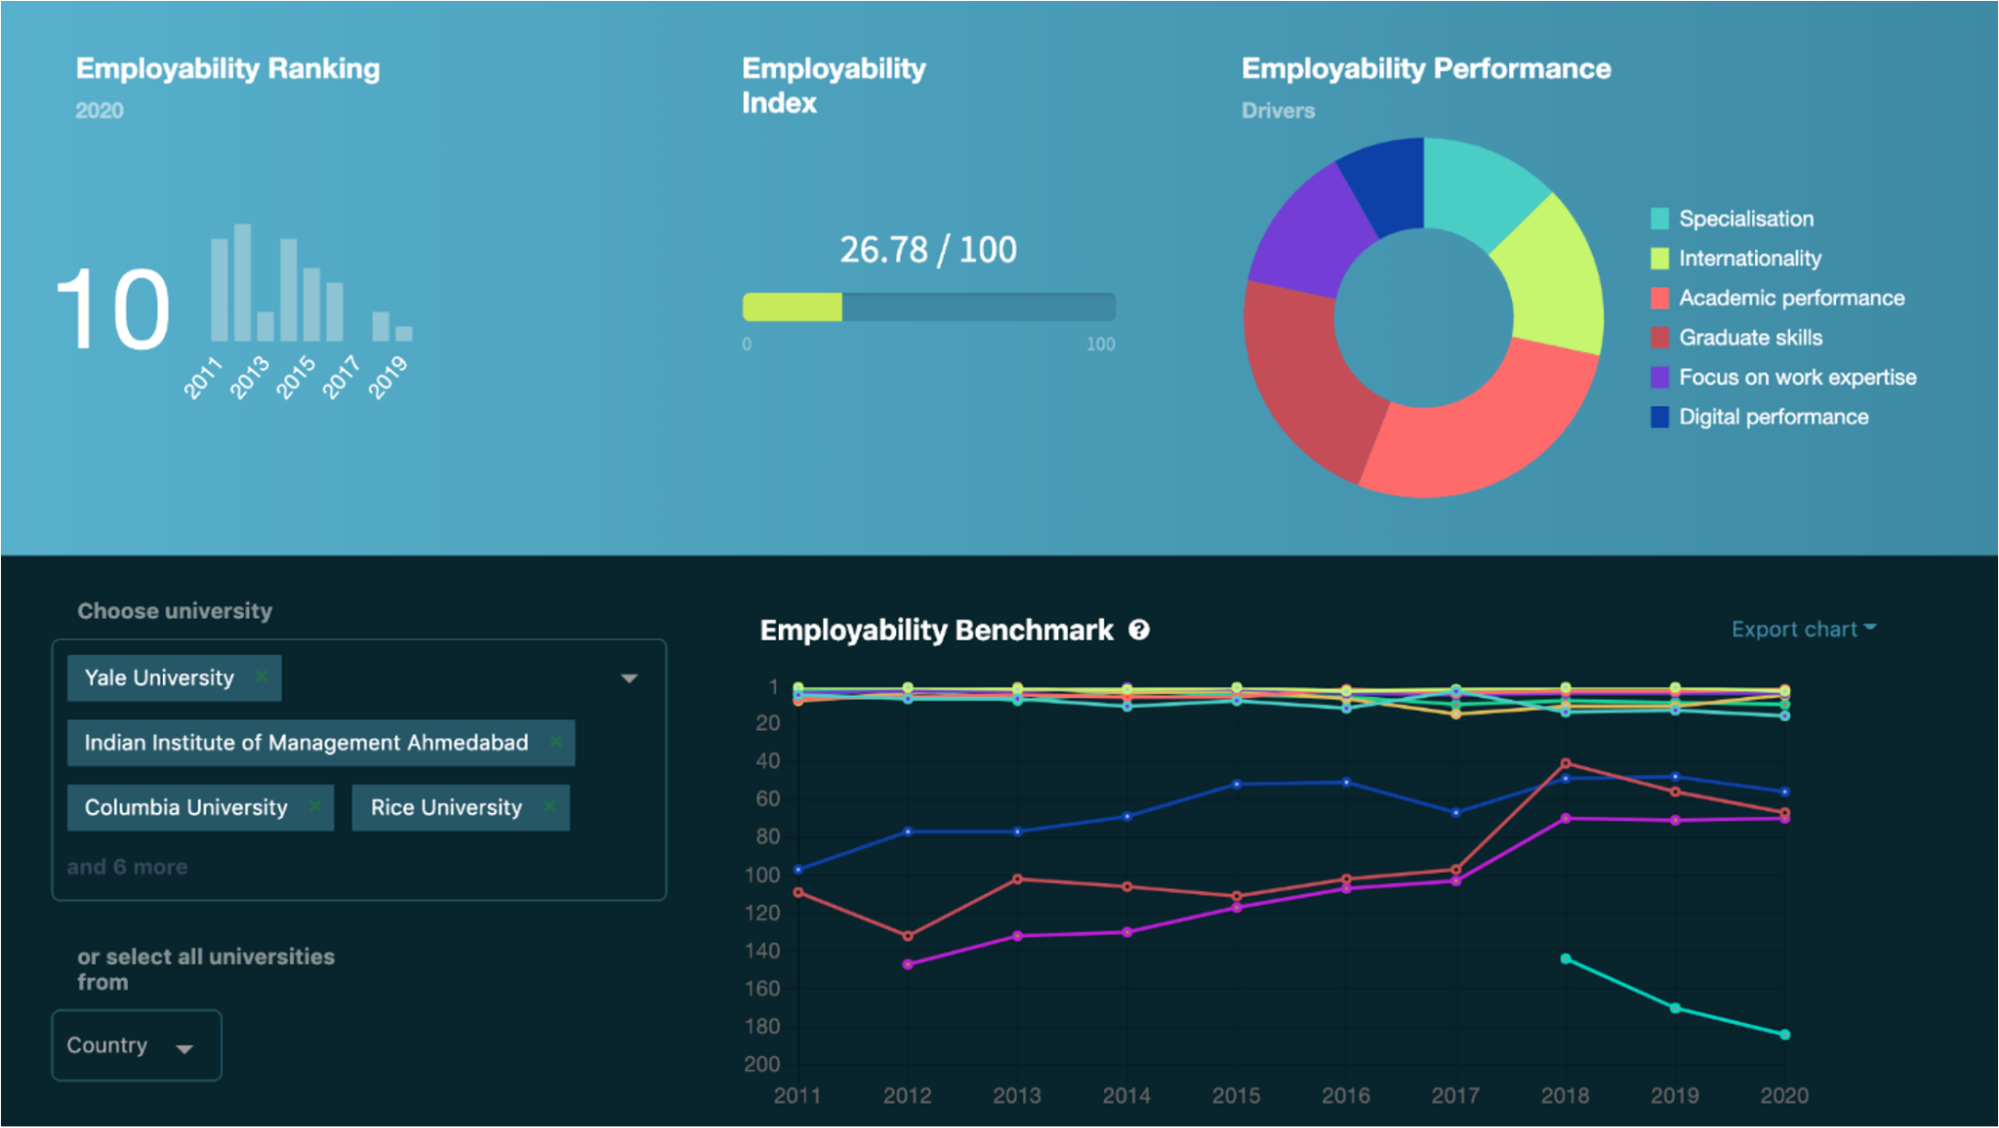 Employability Ranking
2020
10
2011
2013
2015
2017
2019
Employability
Index
26.78 / 100
0
100
Employability Performance
Drivers
Specialisation
Internationality
Academic performance
Graduate skills
Focus on work expertise
Digital performance
Choose university
Yale University ×
Indian Institute of Management Ahmedabad ×
Columbia University × Rice University ×
and 6 more
or select all universities
from
Country
Employability Benchmark ?
Export chart
1
20
40
60
80
100
120
140
160
180
200
2011 2012 2013 2014 2015 2016 2017 2018 2019 2020